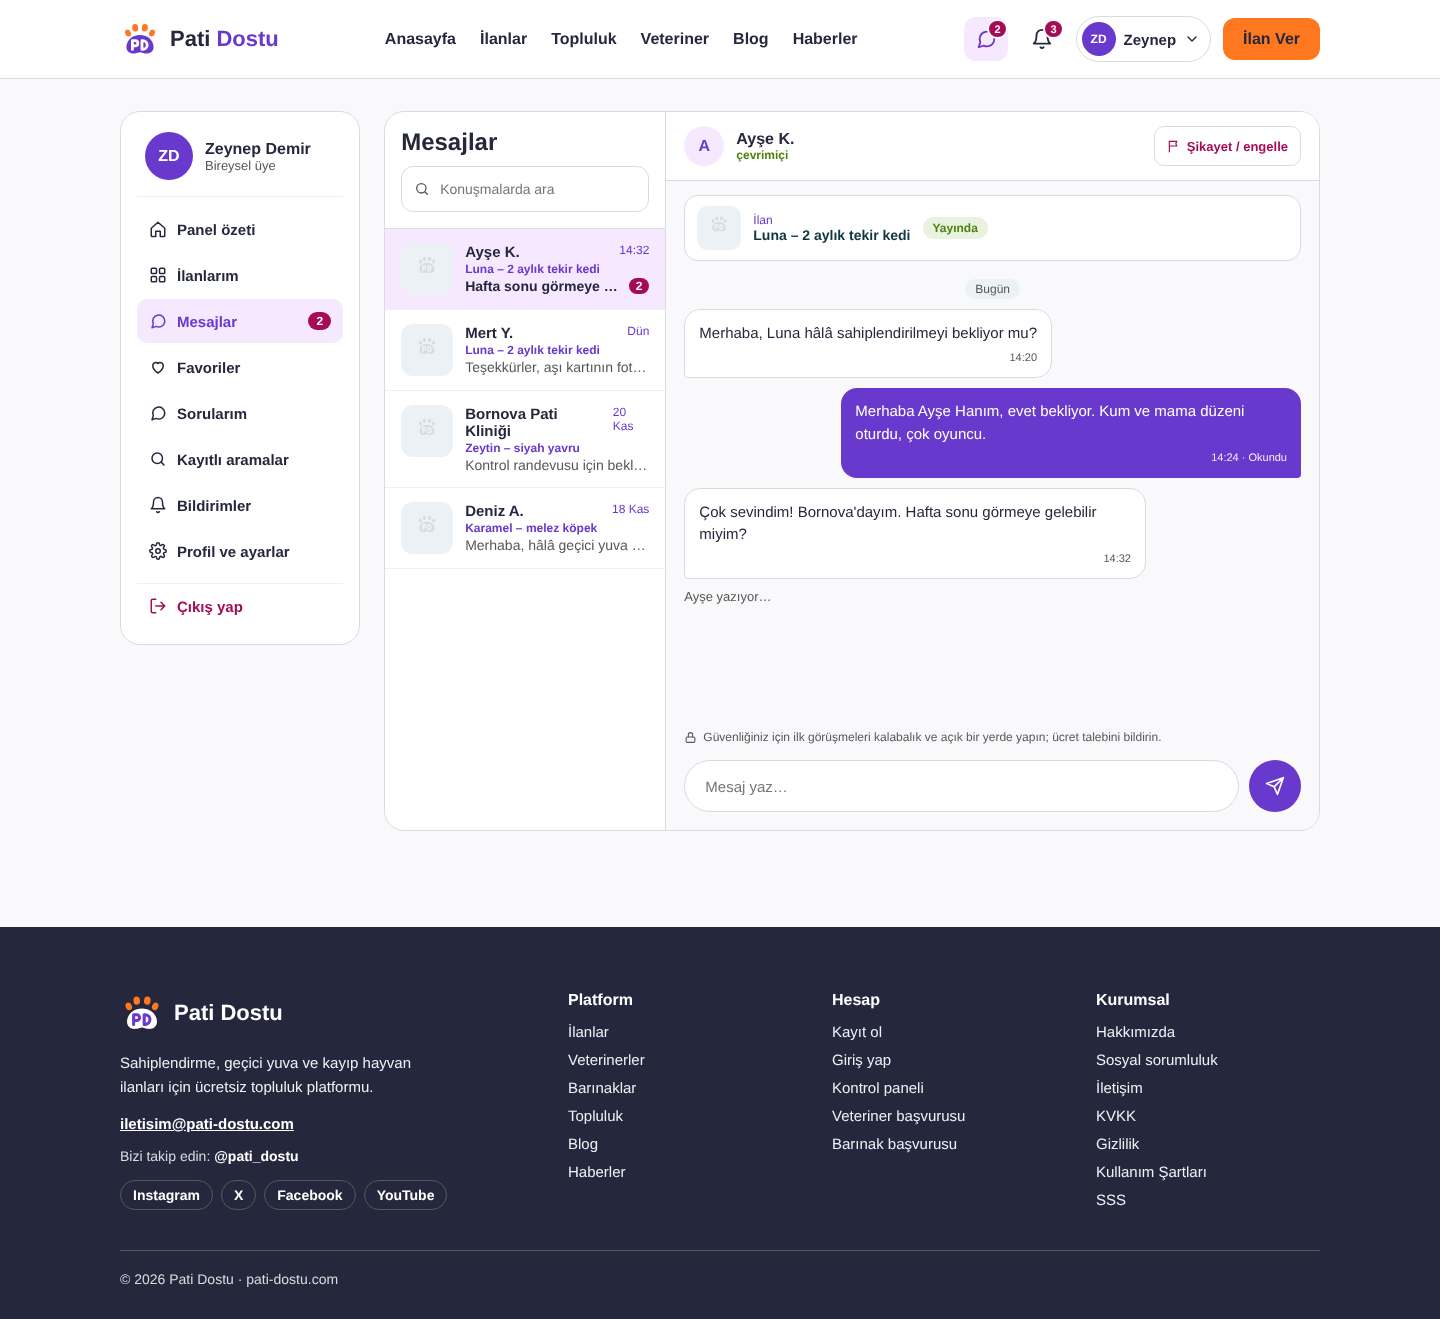 PD Pati Dostu
Anasayfa İlanlar Topluluk Veteriner Blog Haberler
2
3
ZD Zeynep
İlan Ver
ZD
Zeynep Demir
Bireysel üye
Panel özeti
İlanlarım
Mesajlar 2
Favoriler
Sorularım
Kayıtlı aramalar
Bildirimler
Profil ve ayarlar
Çıkış yap
Mesajlar
Konuşmalarda ara
Ayşe K. 14:32
Luna – 2 aylık tekir kedi
Hafta sonu görmeye … 2
Mert Y. Dün
Luna – 2 aylık tekir kedi
Teşekkürler, aşı kartının fot…
Bornova Pati
Kliniği
20
Kas
Zeytin – siyah yavru
Kontrol randevusu için bekl…
Deniz A. 18 Kas
Karamel – melez köpek
Merhaba, hâlâ geçici yuva …
A
Ayşe K.
çevrimiçi
Şikayet / engelle
İlan
Luna – 2 aylık tekir kedi
Yayında
Bugün
Merhaba, Luna hâlâ sahiplendirilmeyi bekliyor mu?
14:20
Merhaba Ayşe Hanım, evet bekliyor. Kum ve mama düzeni
oturdu, çok oyuncu.
14:24 · Okundu
Çok sevindim! Bornova'dayım. Hafta sonu görmeye gelebilir
miyim?
14:32
Ayşe yazıyor…
Güvenliğiniz için ilk görüşmeleri kalabalık ve açık bir yerde yapın; ücret talebini bildirin.
Mesaj yaz…
PD Pati Dostu
Sahiplendirme, geçici yuva ve kayıp hayvan
ilanları için ücretsiz topluluk platformu.
iletisim@pati-dostu.com
Bizi takip edin: @pati_dostu
Instagram X Facebook YouTube
Platform
İlanlar
Veterinerler
Barınaklar
Topluluk
Blog
Haberler
Hesap
Kayıt ol
Giriş yap
Kontrol paneli
Veteriner başvurusu
Barınak başvurusu
Kurumsal
Hakkımızda
Sosyal sorumluluk
İletişim
KVKK
Gizlilik
Kullanım Şartları
SSS
© 2026 Pati Dostu · pati-dostu.com